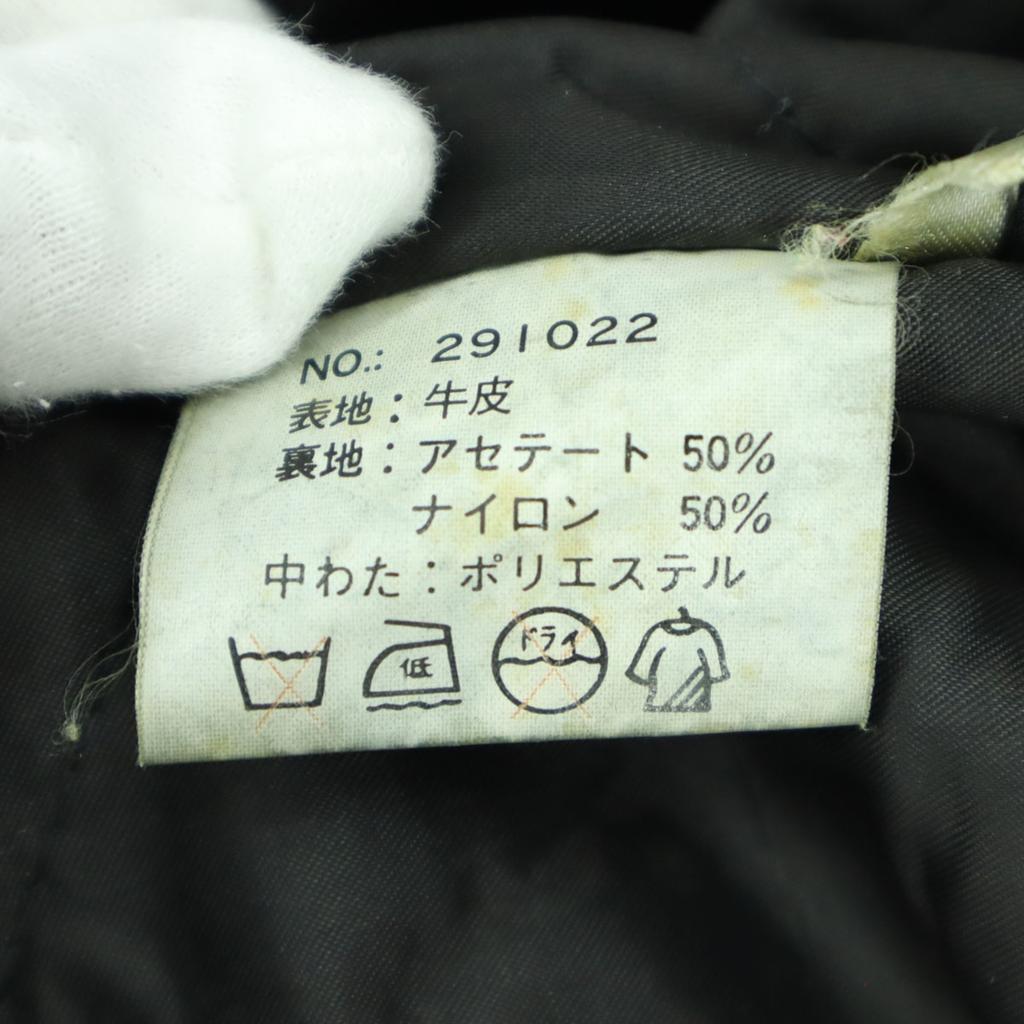 NO.: 291022
表地：牛皮
裏地：アセテート 50%
ナイロン 50%
中わた：ポリエステル
低 ドライ